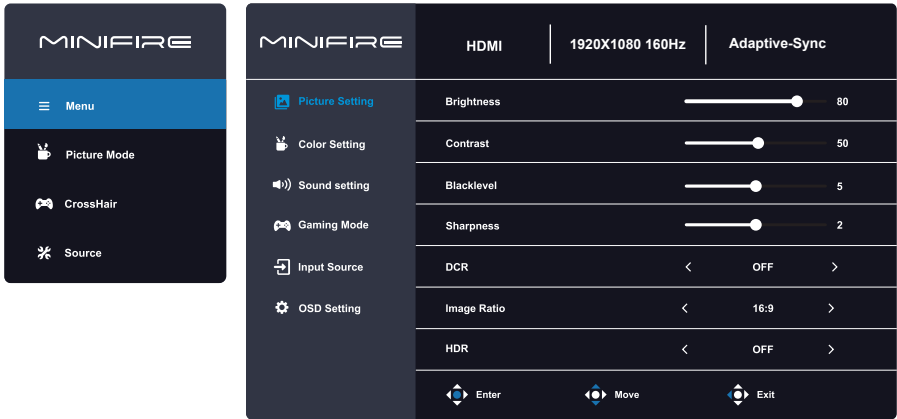 MINIFIRE
Menu
Picture Mode
CrossHair
Source
MINIFIRE
HDMI
1920X1080 160Hz
Adaptive-Sync
Picture Setting
Color Setting
Sound setting
Gaming Mode
Input Source
OSD Setting
Brightness 80
Contrast 50
Blacklevel 5
Sharpness 2
DCR < OFF >
Image Ratio < 16:9 >
HDR < OFF >
Enter
Move
Exit